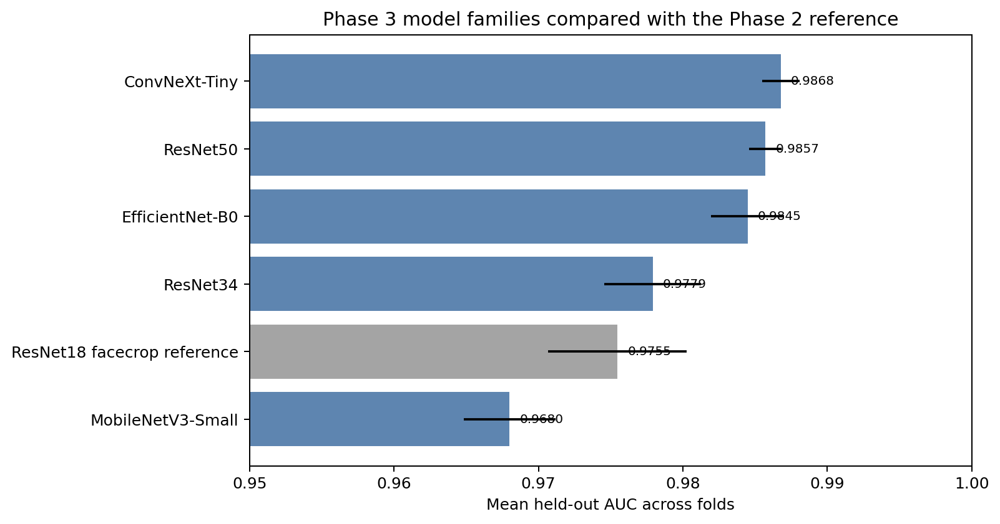 Phase 3 model families compared with the Phase 2 reference
ConvNeXt-Tiny
0.9868
ResNet50
0.9857
EfficientNet-B0
0.9845
ResNet34
0.9779
ResNet18 facecrop reference
0.9755
MobileNetV3-Small
0.9680
0.95 0.96 0.97 0.98 0.99 1.00
Mean held-out AUC across folds